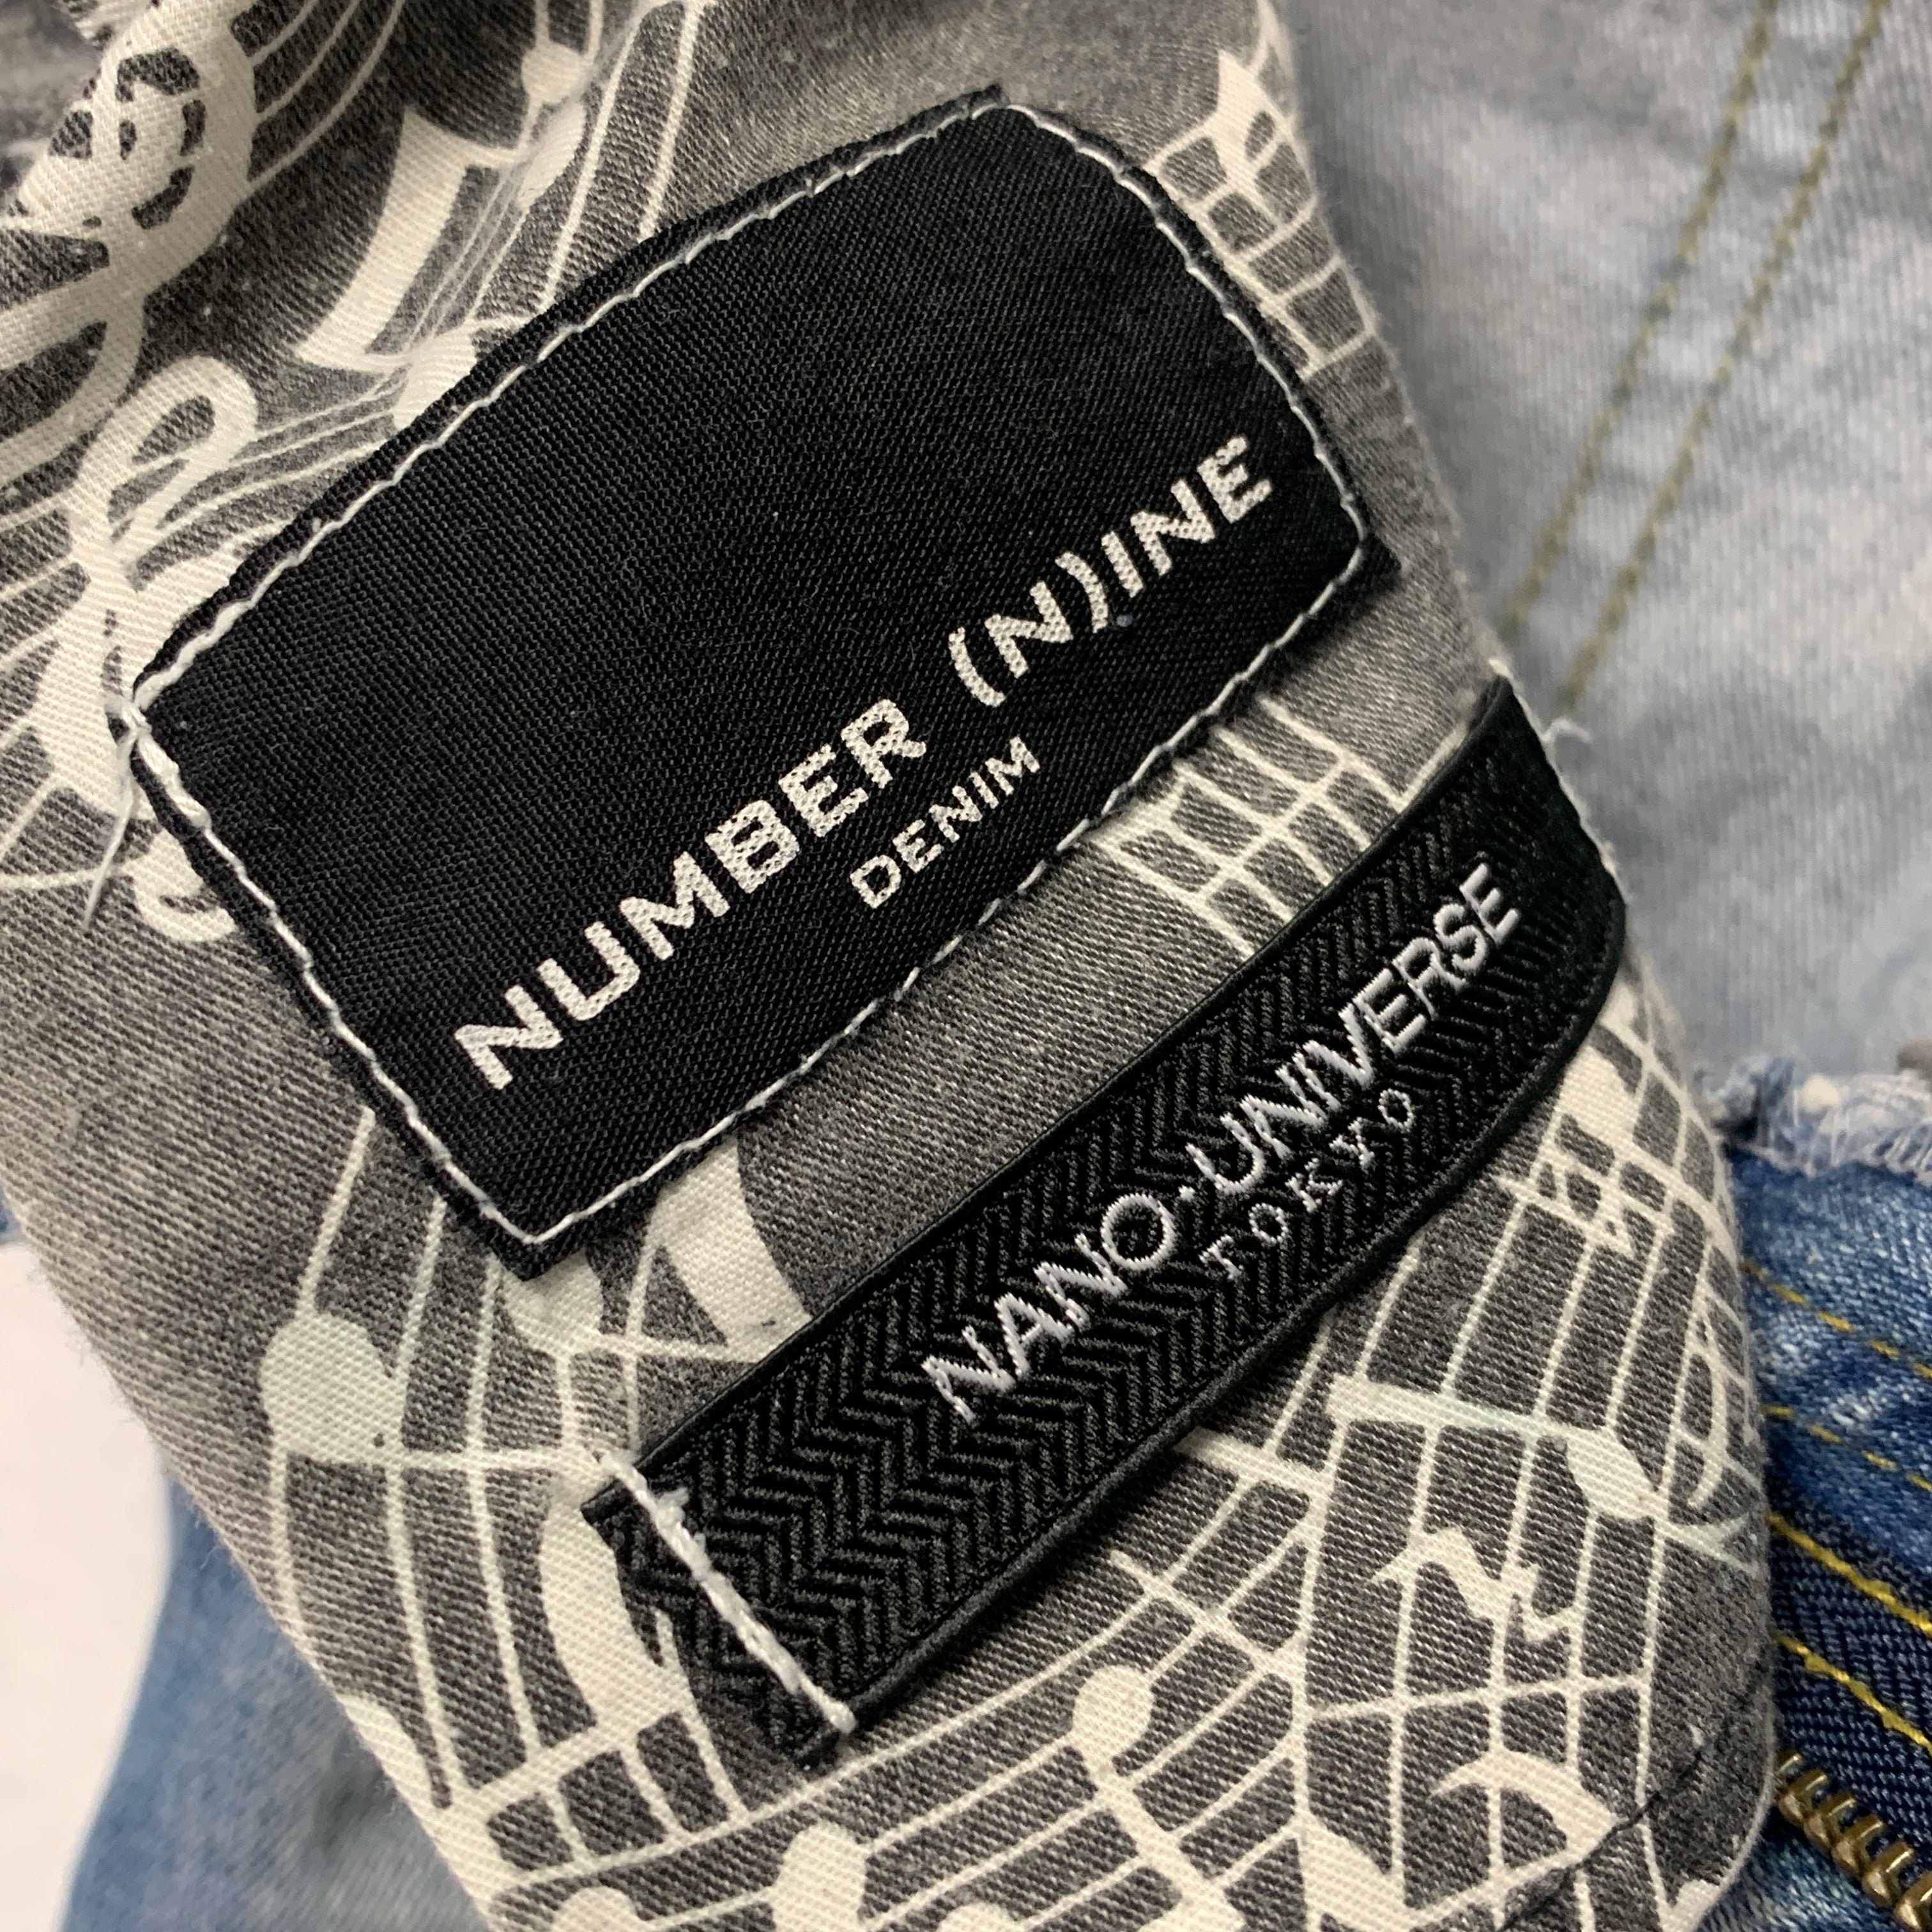 NUMBER (N)INE
DENIM
NANO·UNIVERSE
TOKYO